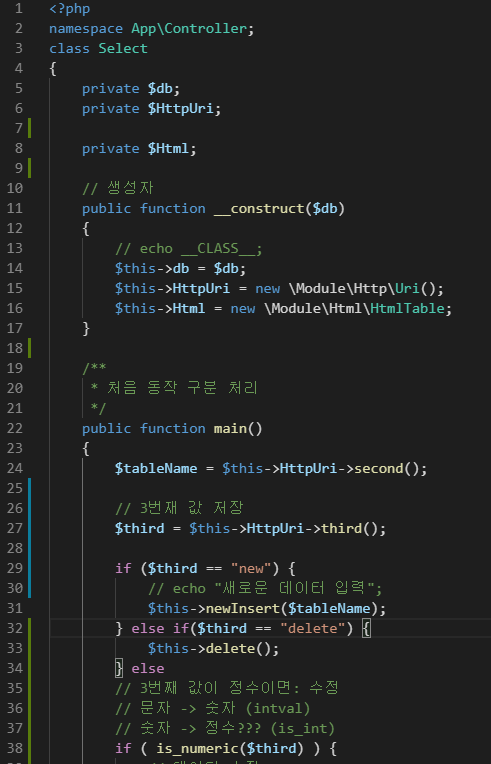 1 <?php
2 namespace App\Controller;
3 class Select
4 {
5 private $db;
6 private $HttpUri;
7
8 private $Html;
9
10 // 생성자
11 public function __construct($db)
12 {
13 // echo __CLASS__;
14 $this->db = $db;
15 $this->HttpUri = new \Module\Http\Uri();
16 $this->Html = new \Module\Html\HtmlTable;
17 }
18
19 /**
20 * 처음 동작 구분 처리
21 */
22 public function main()
23 {
24 $tableName = $this->HttpUri->second();
25
26 // 3번재 값 저장
27 $third = $this->HttpUri->third();
28
29 if ($third == "new") {
30 // echo "새로운 데이터 입력";
31 $this->newInsert($tableName);
32 } else if($third == "delete") {
33 $this->delete();
34 } else
35 // 3번째 값이 정수이면: 수정
36 // 문자 -> 숫자 (intval)
37 // 숫자 -> 정수??? (is_int)
38 if ( is_numeric($third) ) {